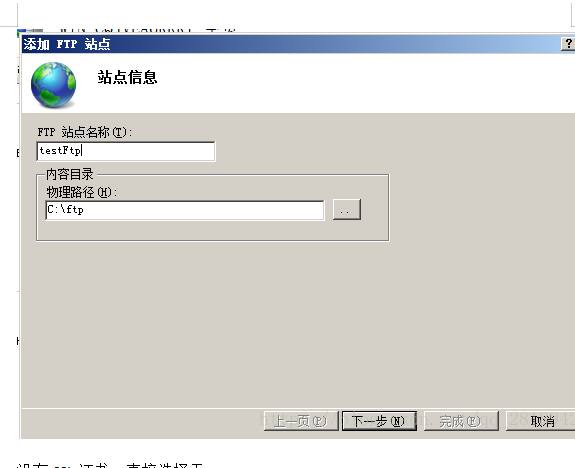 添加 FTP 站点
?
站点信息
FTP 站点名称(T):
testFtp
内容目录
物理路径(H):
C:\ftp
..
上一页(P) 下一步(N) 完成(F) 取消